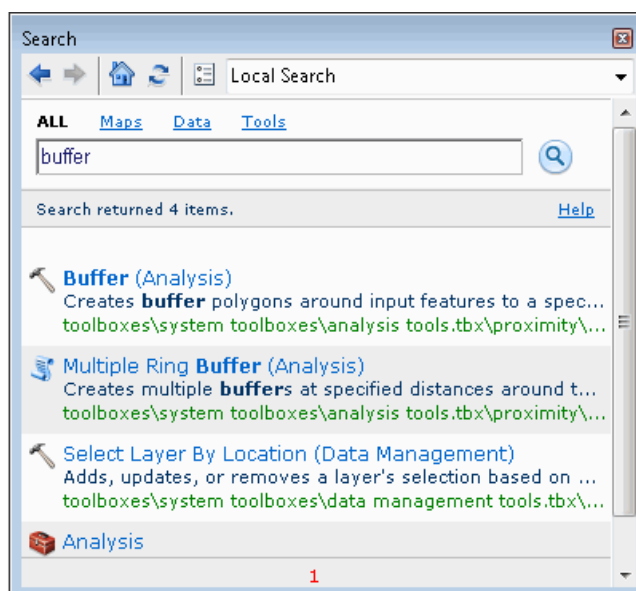 Search
Local Search
ALL Maps Data Tools
buffer
Search returned 4 items. Help
Buffer (Analysis)
Creates buffer polygons around input features to a spec...
toolboxes\system toolboxes\analysis tools.tbx\proximity\...
Multiple Ring Buffer (Analysis)
Creates multiple buffers at specified distances around t...
toolboxes\system toolboxes\analysis tools.tbx\proximity\...
Select Layer By Location (Data Management)
Adds, updates, or removes a layer's selection based on ...
toolboxes\system toolboxes\data management tools.tbx\...
Analysis
1